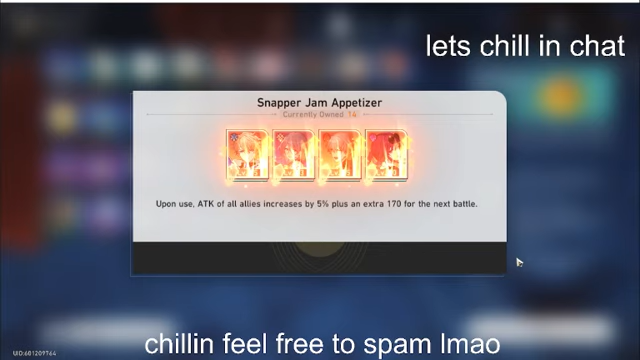 lets chill in chat
Snapper Jam Appetizer
Currently Owned 14
Upon use, ATK of all allies increases by 5% plus an extra 170 for the next battle.
chillin feel free to spam lmao
UID:601209764